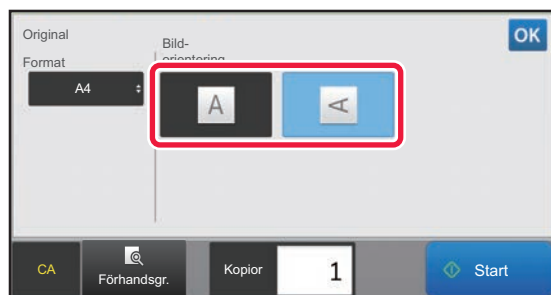 Original
Format
A4
Bild-
orientering
OK
A
A
CA
Förhandsgr.
Kopior
1
Start